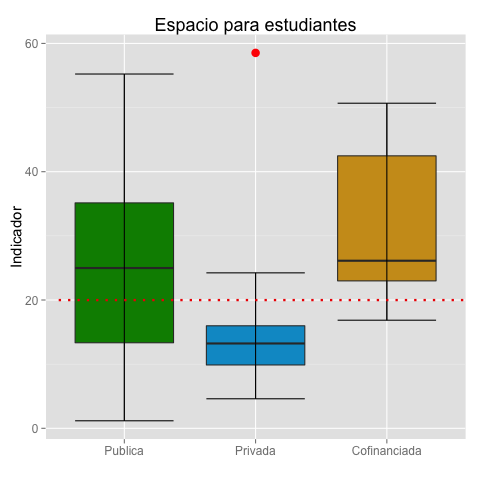 Espacio para estudiantes
Indicador
60
40
20
0
Publica Privada Cofinanciada